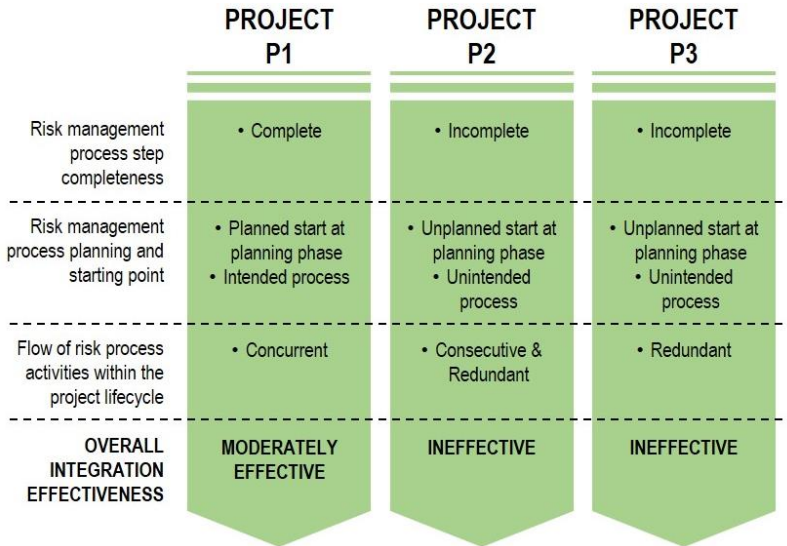 PROJECT
P1
PROJECT
P2
PROJECT
P3
Risk management
process step
completeness
• Complete
• Incomplete
• Incomplete
Risk management
process planning and
starting point
• Planned start at
planning phase
• Intended process
• Unplanned start at
planning phase
• Unintended
process
• Unplanned start at
planning phase
• Unintended
process
Flow of risk process
activities within the
project lifecycle
• Concurrent
• Consecutive &
Redundant
• Redundant
OVERALL
INTEGRATION
EFFECTIVENESS
MODERATELY
EFFECTIVE
INEFFECTIVE
INEFFECTIVE